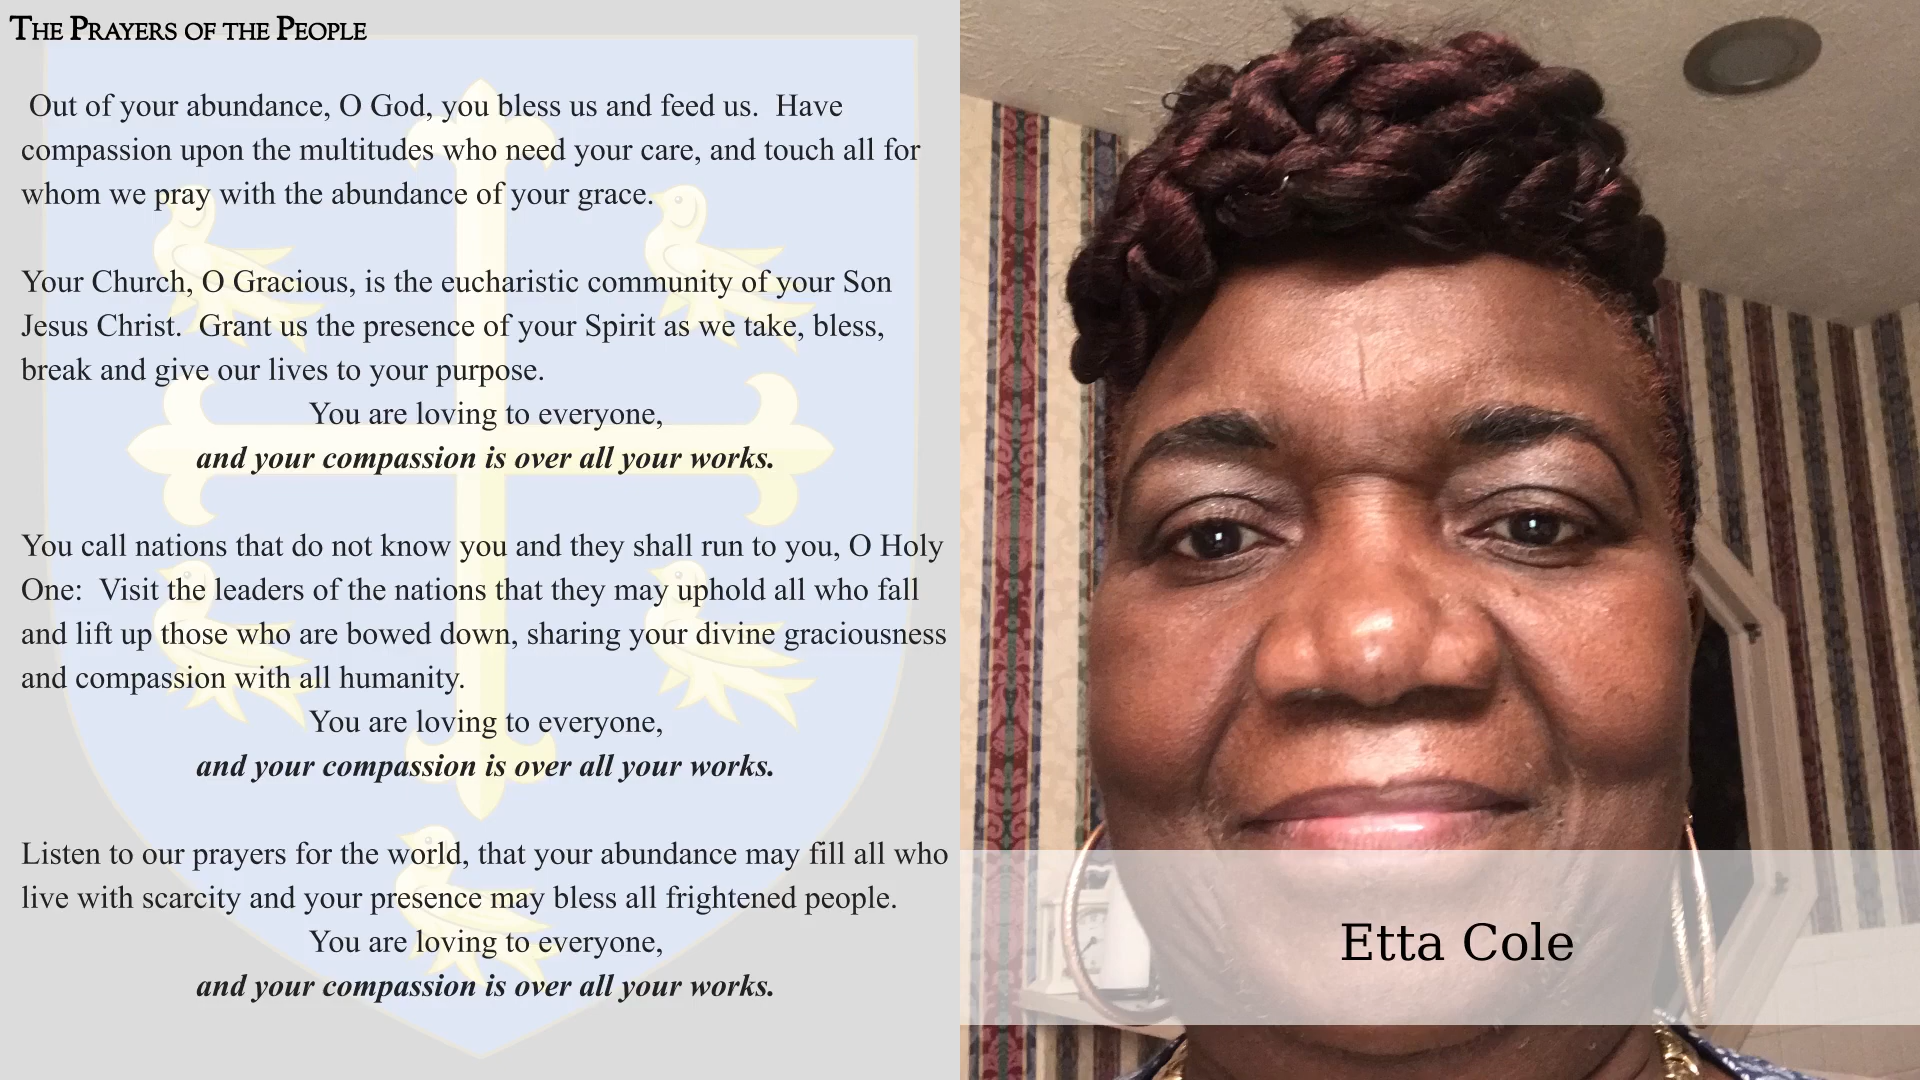 THE PRAYERS OF THE PEOPLE
Out of your abundance, O God, you bless us and feed us.  Have
compassion upon the multitudes who need your care, and touch all for
whom we pray with the abundance of your grace.
Your Church, O Gracious, is the eucharistic community of your Son
Jesus Christ.  Grant us the presence of your Spirit as we take, bless,
break and give our lives to your purpose.
You are loving to everyone,
and your compassion is over all your works.
You call nations that do not know you and they shall run to you, O Holy
One:  Visit the leaders of the nations that they may uphold all who fall
and lift up those who are bowed down, sharing your divine graciousness
and compassion with all humanity.
You are loving to everyone,
and your compassion is over all your works.
Listen to our prayers for the world, that your abundance may fill all who
live with scarcity and your presence may bless all frightened people.
You are loving to everyone,
and your compassion is over all your works.
Etta Cole